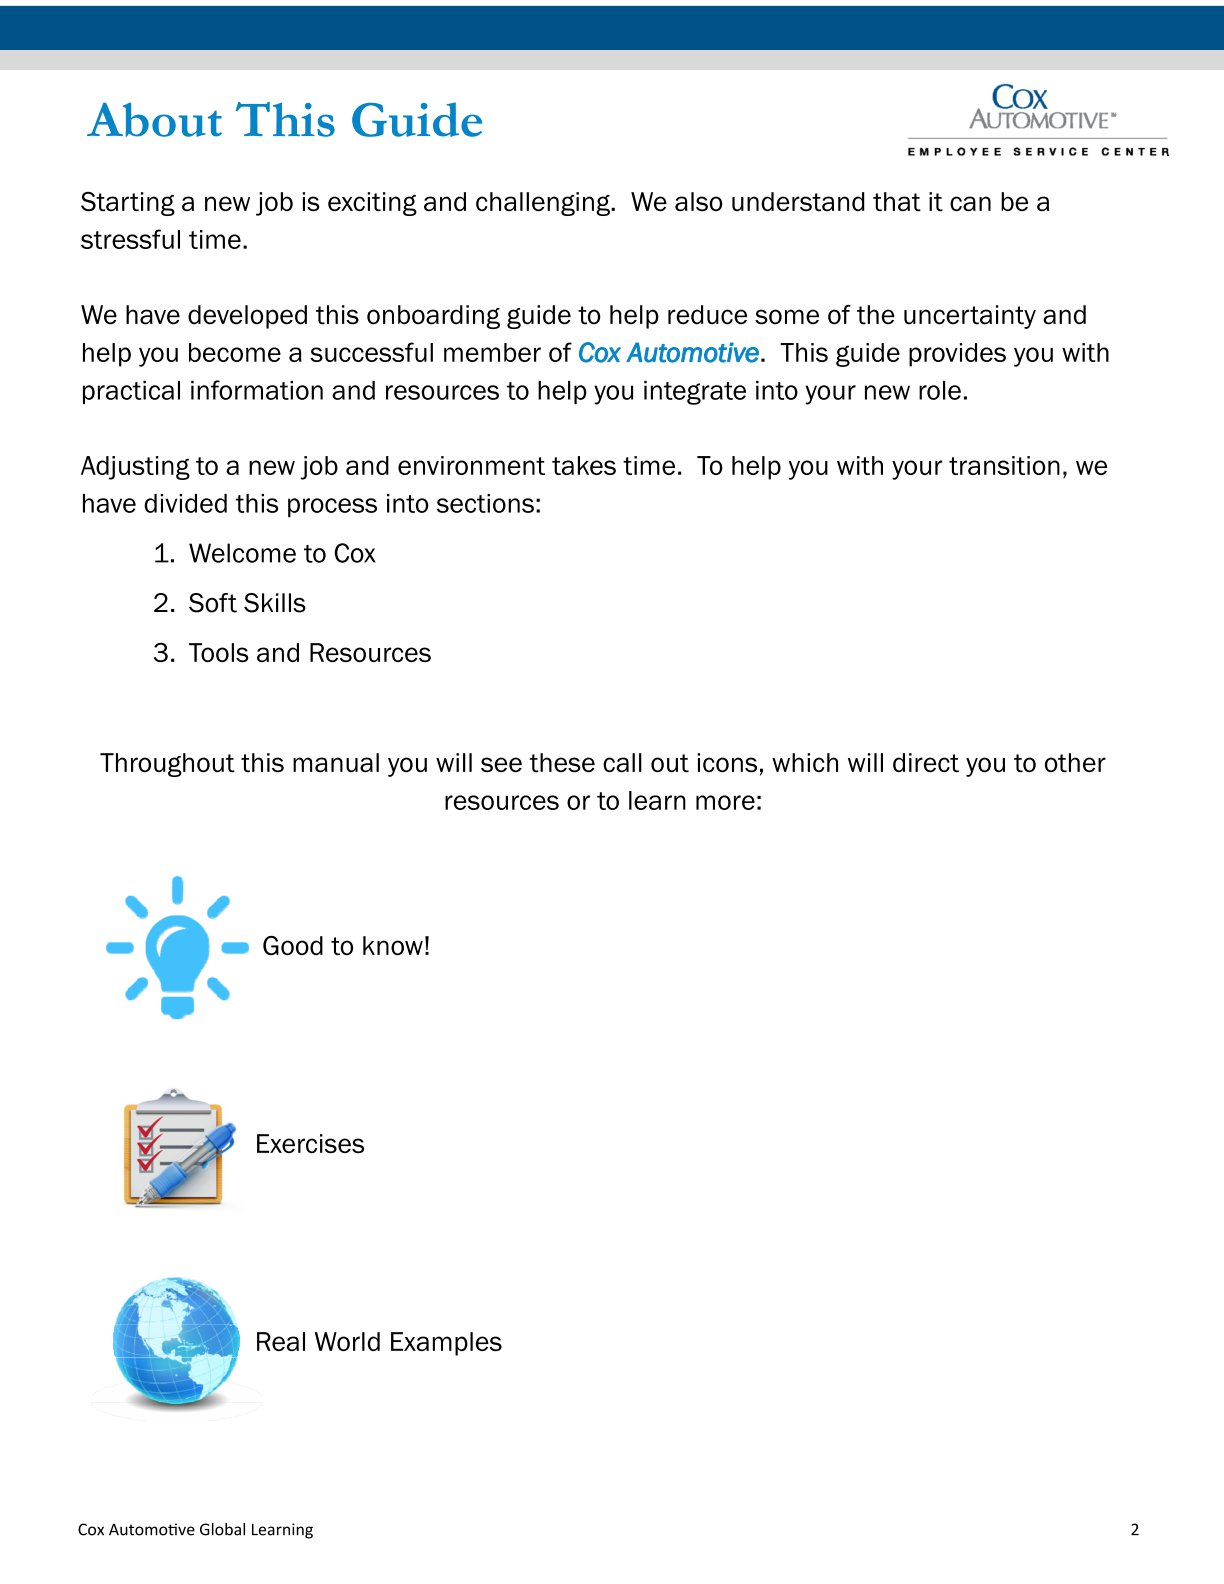 About This Guide
COX
AUTOMOTIVE™
EMPLOYEE SERVICE CENTER
Starting a new job is exciting and challenging.  We also understand that it can be a
stressful time.
We have developed this onboarding guide to help reduce some of the uncertainty and
help you become a successful member of Cox Automotive.  This guide provides you with
practical information and resources to help you integrate into your new role.
Adjusting to a new job and environment takes time.  To help you with your transition, we
have divided this process into sections:
1. Welcome to Cox
2. Soft Skills
3. Tools and Resources
Throughout this manual you will see these call out icons, which will direct you to other
resources or to learn more:
Good to know!
Exercises
Real World Examples
Cox Automotive Global Learning 2